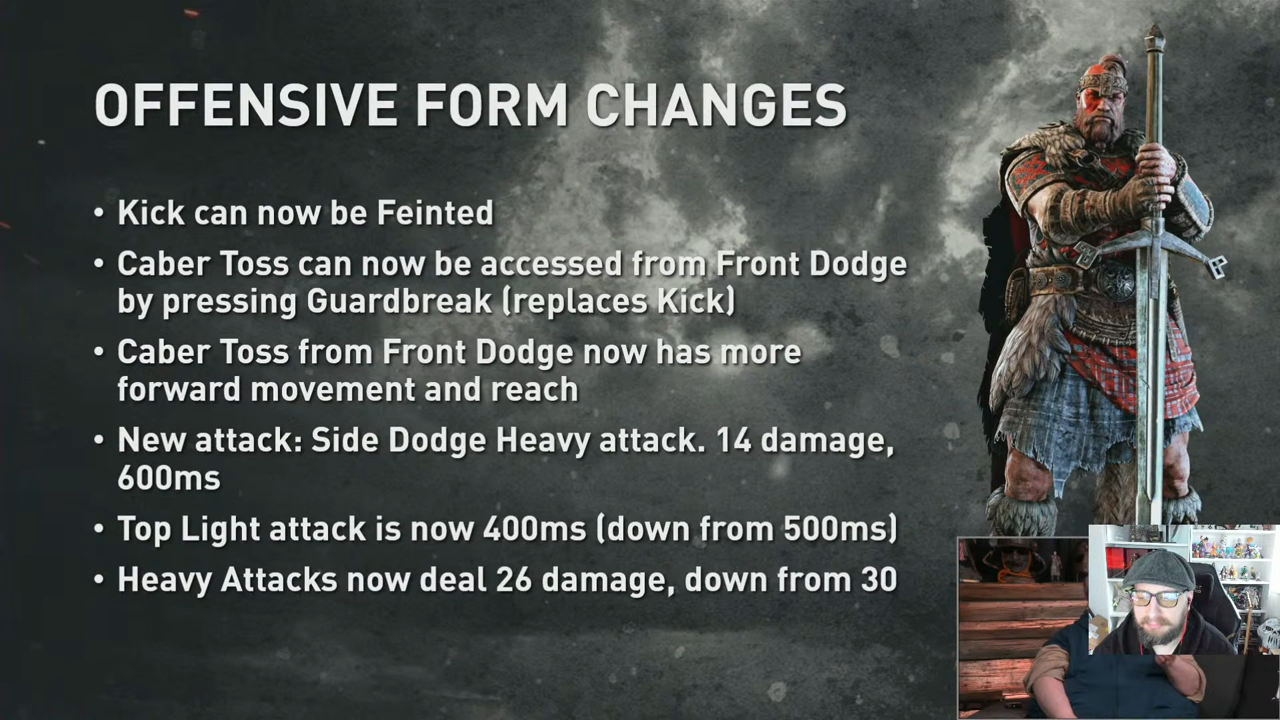 OFFENSIVE FORM CHANGES
• Kick can now be Feinted
• Caber Toss can now be accessed from Front Dodge
by pressing Guardbreak (replaces Kick)
• Caber Toss from Front Dodge now has more
forward movement and reach
• New attack: Side Dodge Heavy attack. 14 damage,
600ms
• Top Light attack is now 400ms (down from 500ms)
• Heavy Attacks now deal 26 damage, down from 30